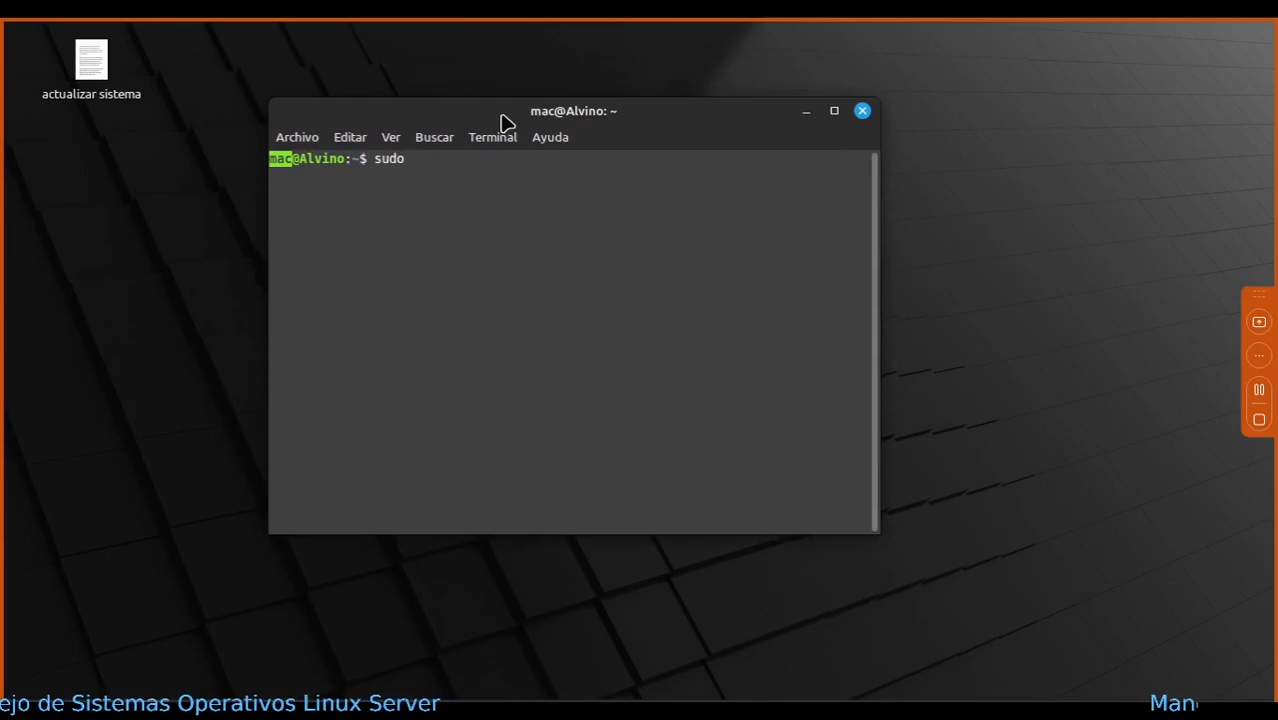 actualizar sistema
mac@Alvino: ~
Archivo Editar Ver Buscar Terminal Ayuda
mac@Alvino:~$ sudo
ejo de Sistemas Operativos Linux Server
Man